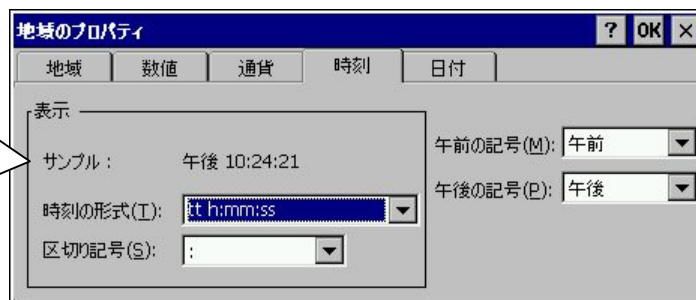 地域のプロパティ ? OK ×
地域 数値 通貨 時刻 日付
表示
サンプル： 午後 10:24:21
時刻の形式(T): tt h:mm:ss
区切り記号(S): :
午前の記号(M): 午前
午後の記号(P): 午後